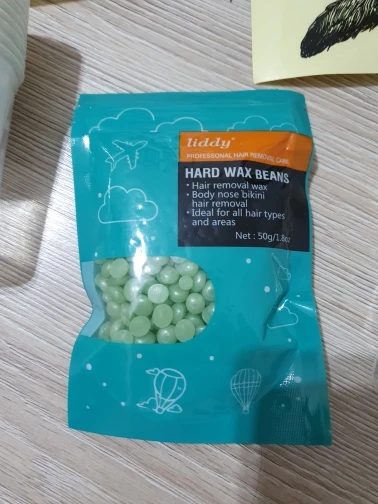 liddy™
PROFESSIONAL HAIR REMOVAL CARE
HARD WAX BEANS
• Hair removal wax
• Body nose bikini
hair removal
• Ideal for all hair types
and areas
Net : 50g/1.8oz